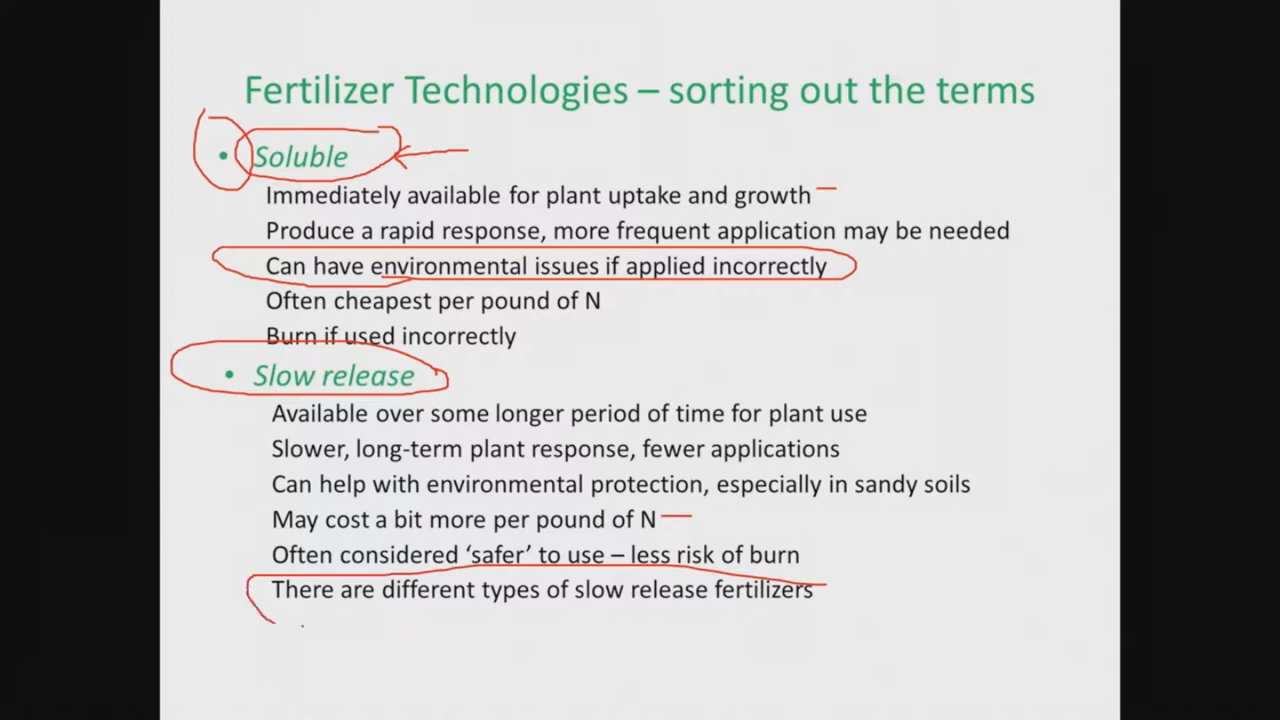 Fertilizer Technologies – sorting out the terms
• Soluble
Immediately available for plant uptake and growth
Produce a rapid response, more frequent application may be needed
Can have environmental issues if applied incorrectly
Often cheapest per pound of N
Burn if used incorrectly
• Slow release
Available over some longer period of time for plant use
Slower, long-term plant response, fewer applications
Can help with environmental protection, especially in sandy soils
May cost a bit more per pound of N
Often considered ‘safer’ to use – less risk of burn
There are different types of slow release fertilizers